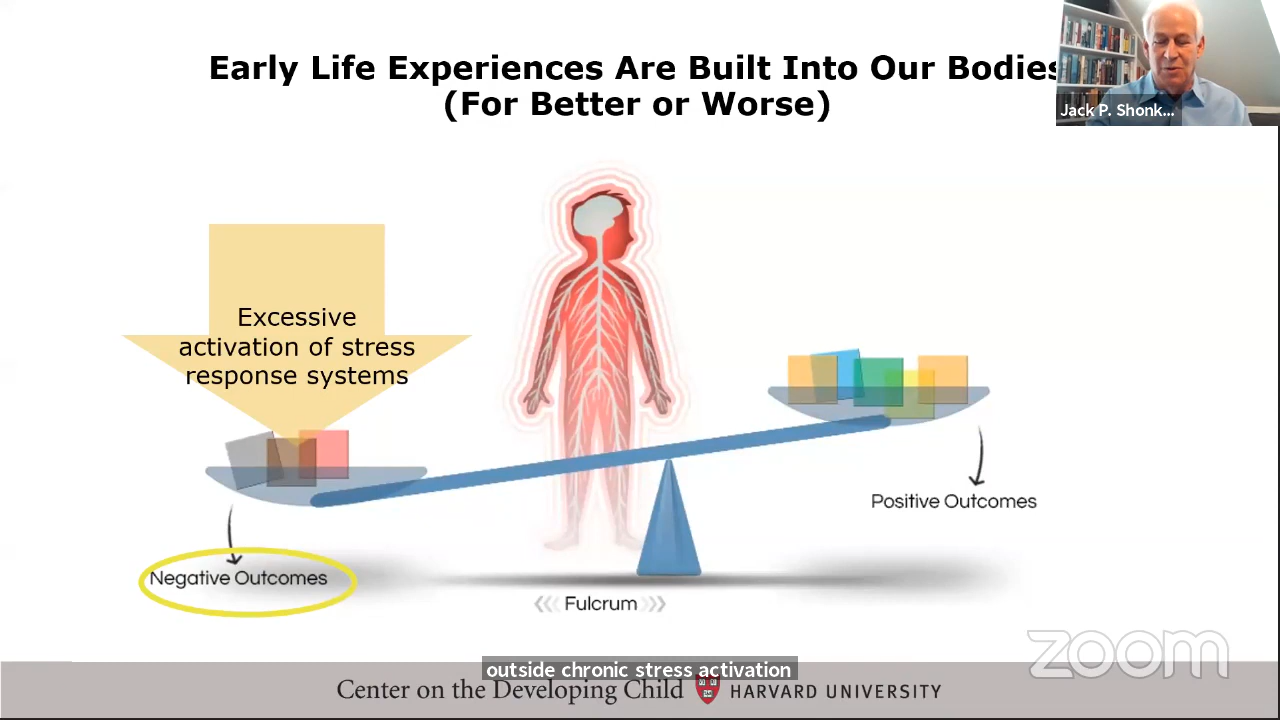 Early Life Experiences Are Built Into Our Bodies
(For Better or Worse)
Jack P. Shonk...
Excessive
activation of stress
response systems
Positive Outcomes
Negative Outcomes
Fulcrum
zoom
outside chronic stress activation
Center on the Developing Child HARVARD UNIVERSITY